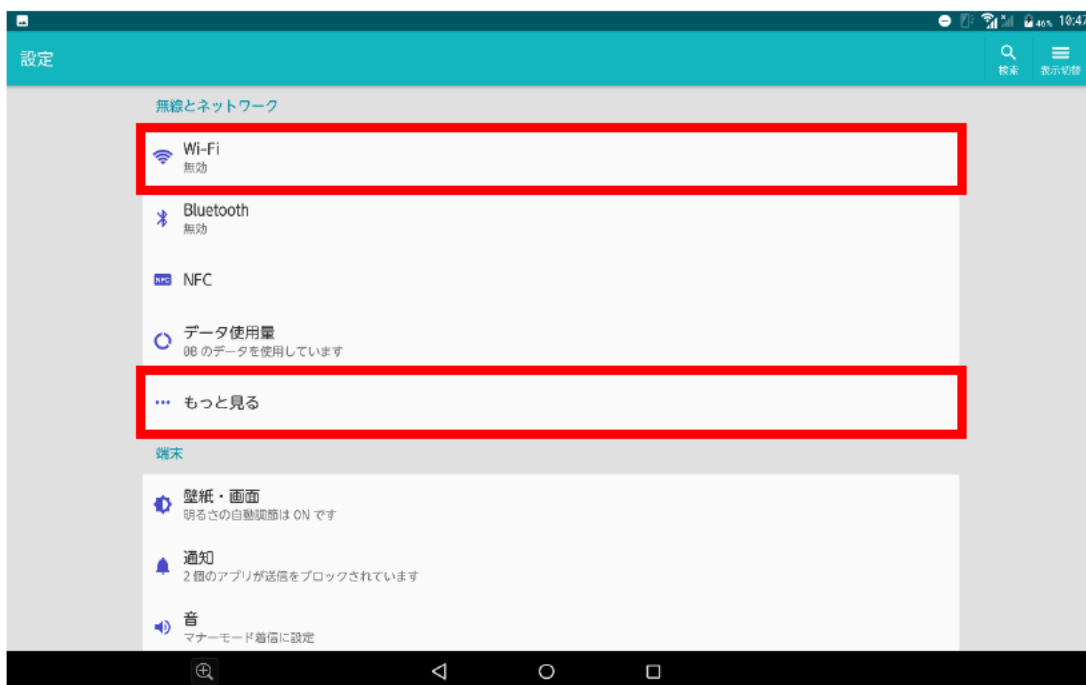 46% 10:47
設定
検索 表示切替
無線とネットワーク
Wi-Fi
無効
Bluetooth
無効
NFC NFC
データ使用量
0B のデータを使用しています
もっと見る
端末
壁紙・画面
明るさの自動調節は ON です
通知
2 個のアプリが送信をブロックされています
音
マナーモード着信に設定